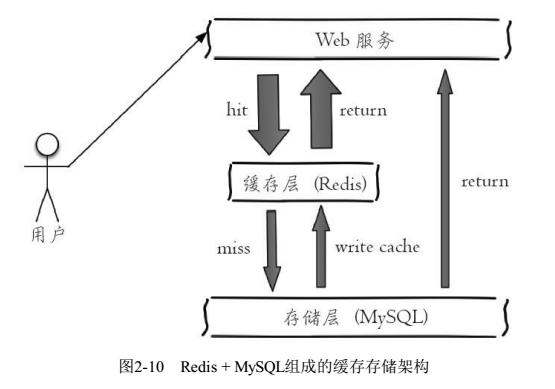 Web 服务
hit
return
缓存层 (Redis)
return
用户
miss
write cache
存储层 (MySQL)
图2-10 Redis + MySQL组成的缓存存储架构